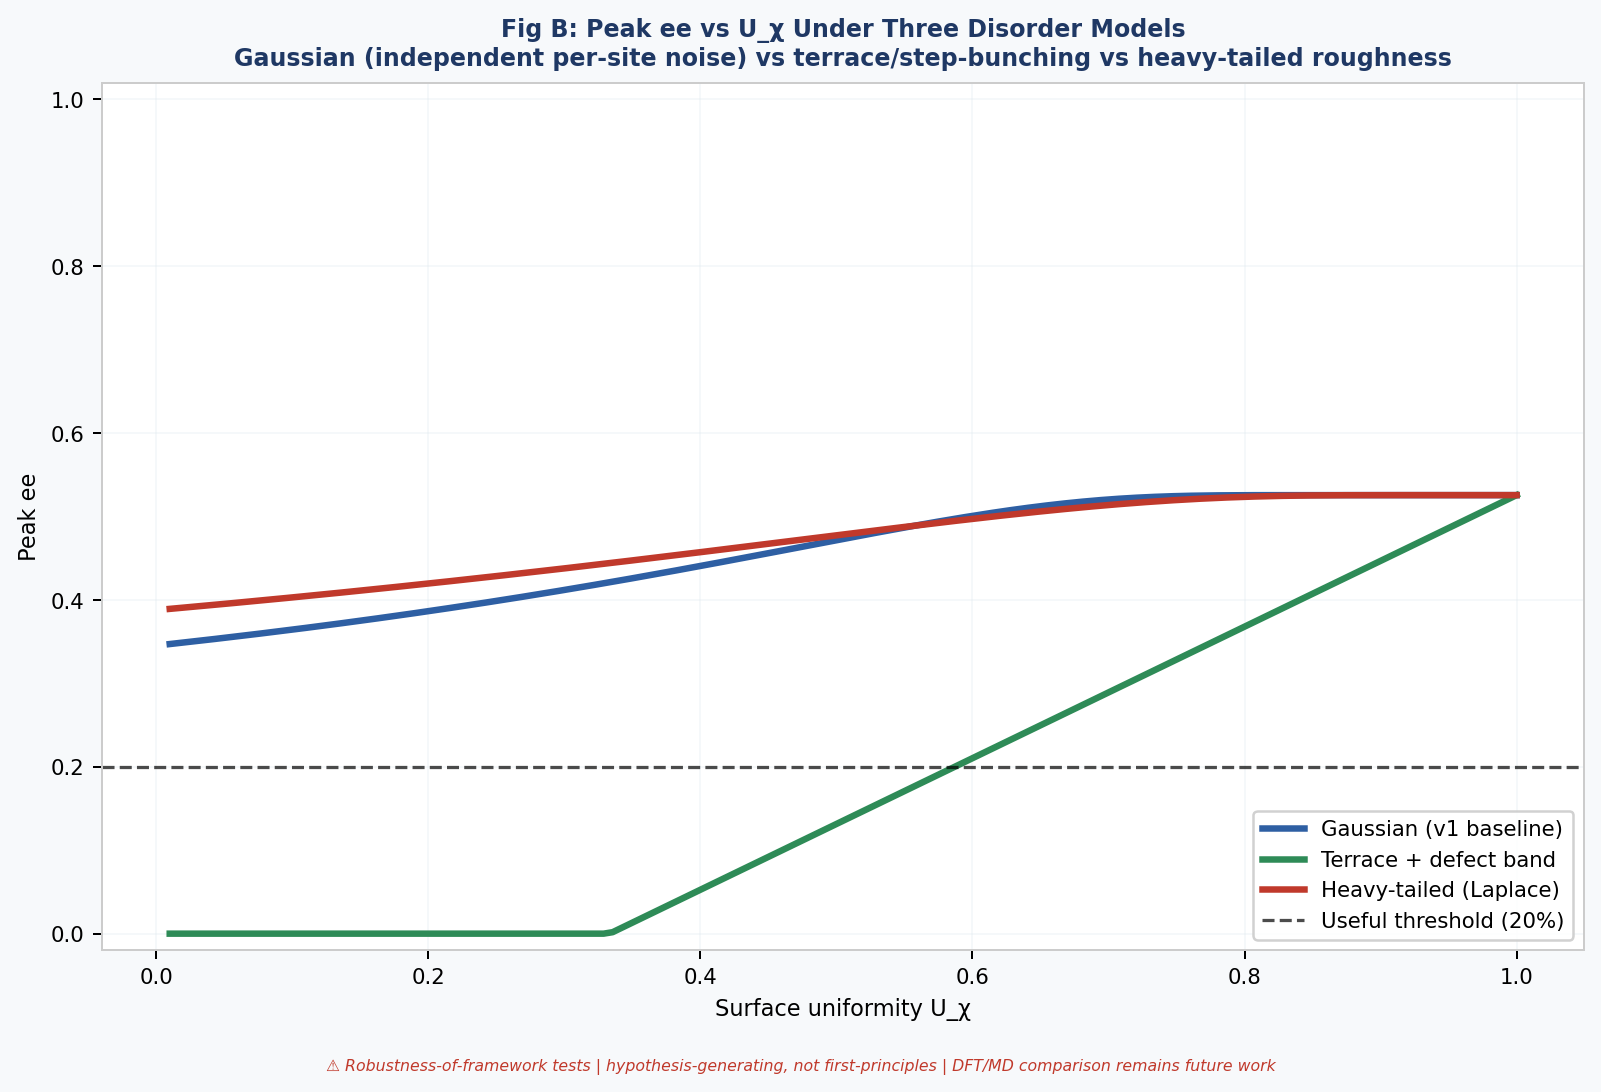 Fig B: Peak ee vs U_χ Under Three Disorder Models
Gaussian (independent per-site noise) vs terrace/step-bunching vs heavy-tailed roughness
Peak ee
1.0
0.8
0.6
0.4
0.2
0.0
0.0
0.2
0.4
0.6
0.8
1.0
Surface uniformity U_χ
Gaussian (v1 baseline)
Terrace + defect band
Heavy-tailed (Laplace)
Useful threshold (20%)
⚠ Robustness-of-framework tests | hypothesis-generating, not first-principles | DFT/MD comparison remains future work